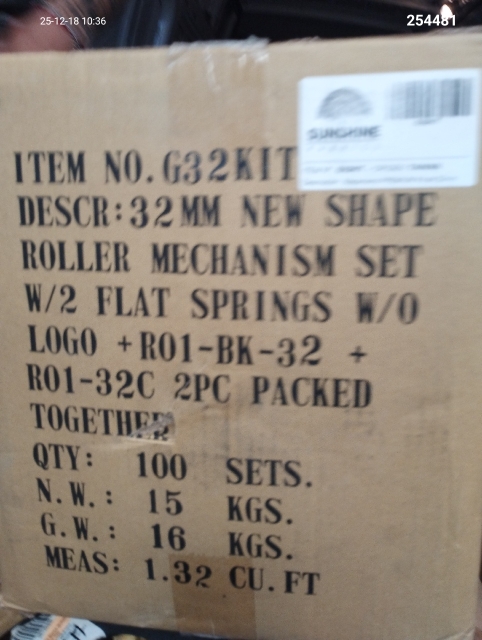 25-12-18 10:36
254481
SUNSHINE
ITEM NO. G32KIT
DESCR: 32MM NEW SHAPE
ROLLER MECHANISM SET
W/2 FLAT SPRINGS W/O
LOGO +R01-BK-32 +
R01-32C 2PC PACKED
TOGETHER
QTY: 100 SETS.
N.W.: 15 KGS.
G.W.: 16 KGS.
MEAS: 1.32 CU.FT